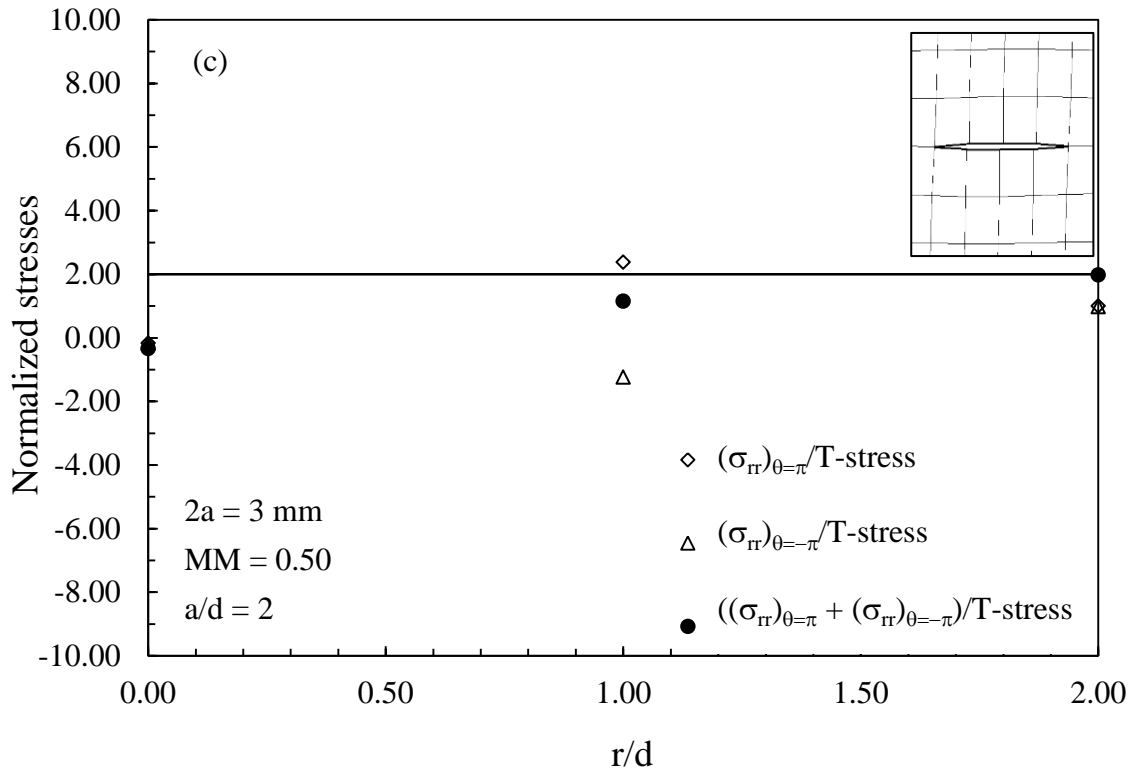 10.00
8.00
6.00
4.00
2.00
0.00
-2.00
-4.00
-6.00
-8.00
-10.00
Normalized stresses
(c)
(σrr)θ=π/T-stress
(σrr)θ=−π/T-stress
((σrr)θ=π + (σrr)θ=−π)/T-stress
2a = 3 mm
MM = 0.50
a/d = 2
0.00 0.50 1.00 1.50 2.00
r/d